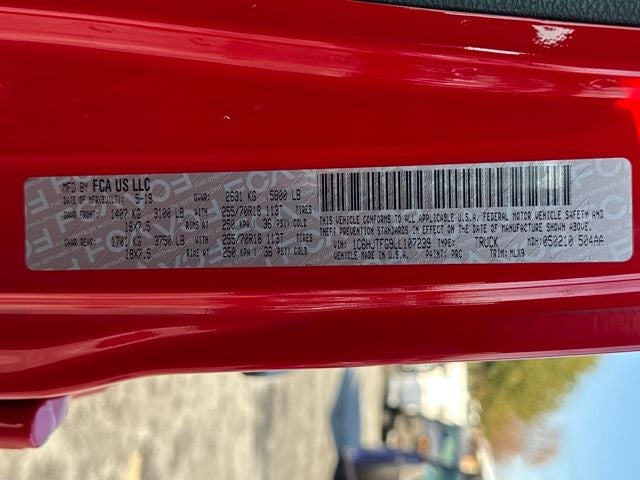 MFD BY FCA US LLC
DATE OF MFR(BUILT): 5-19 GVWR: 2631 KG 5800 LB
GAWR FRONT: 1407 KG 3100 LB WITH 255/70R18 113T TIRES
18X7.5 RIMS AT 250 KPA ( 36 PSI) COLD
GAWR REAR: 1701 KG 3750 LB WITH 255/70R18 113T TIRES
18X7.5 RIMS AT 250 KPA ( 36 PSI) COLD
THIS VEHICLE CONFORMS TO ALL APPLICABLE U.S.A. FEDERAL MOTOR VEHICLE SAFETY AND
THEFT PREVENTION STANDARDS IN EFFECT ON THE DATE OF MANUFACTURE SHOWN ABOVE.
VIN: 1C6HJTFG9LL107239 TYPE: TRUCK MDH:050210 504AA
VEHICLE MADE IN U.S.A. PAINT: PRC TRIM: MLX9